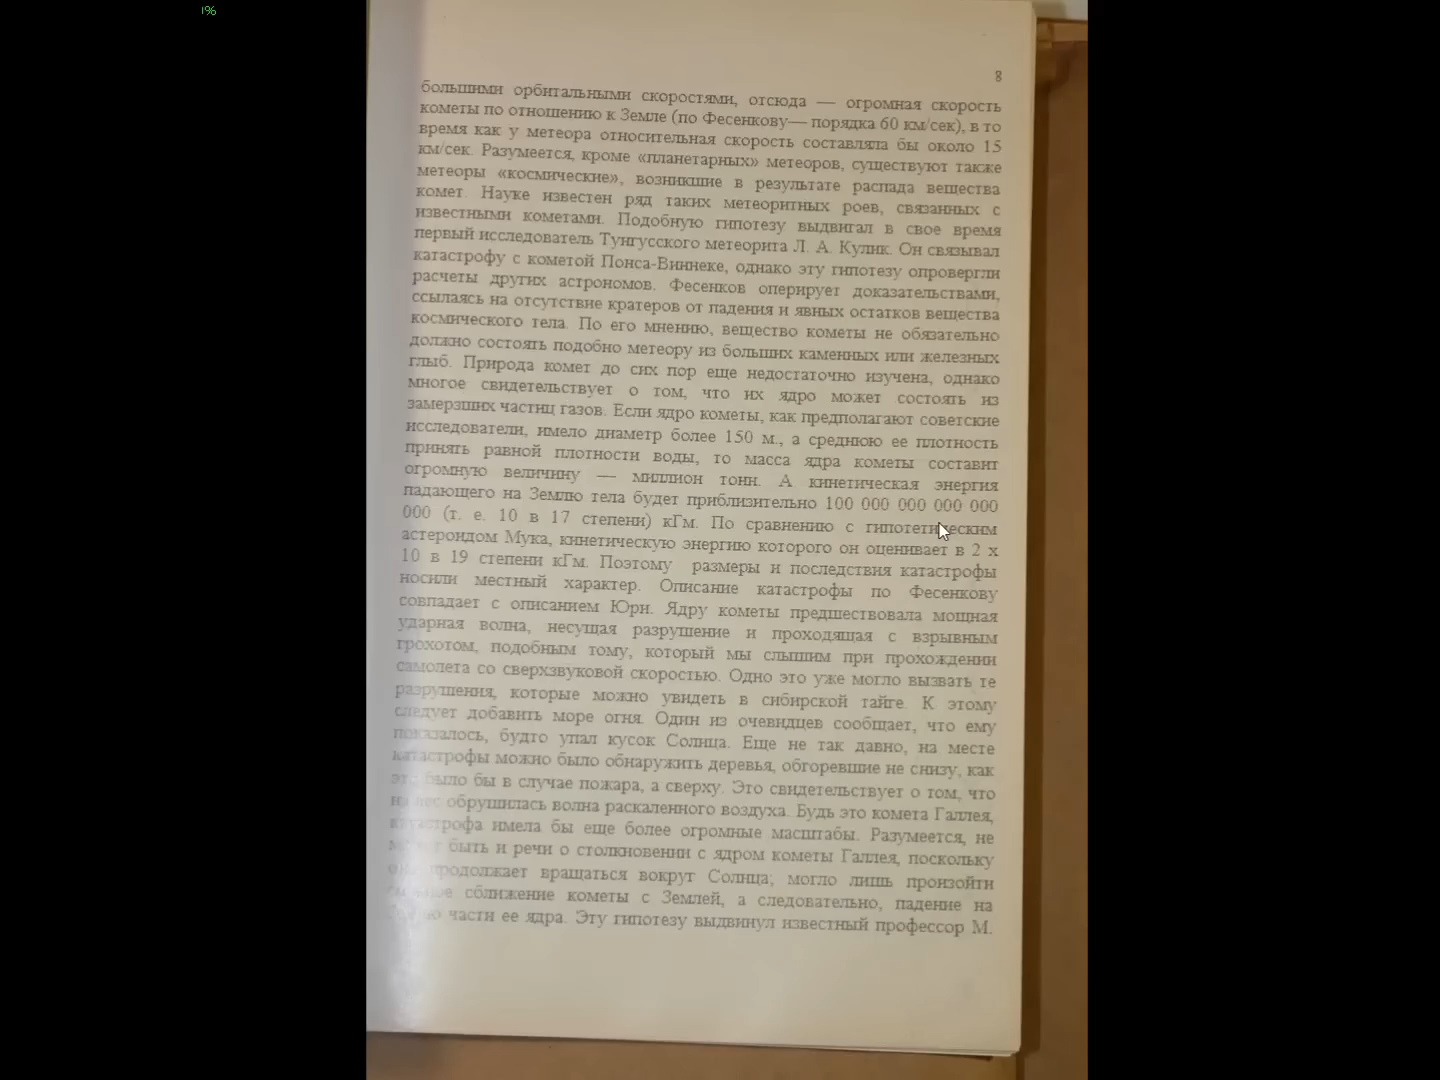 1%
8
большими орбитальными скоростями, отсюда — огромная скорость
кометы по отношению к Земле (по Фесенкову— порядка 60 км/сек), в то
время как у метеора относительная скорость составляла бы около 15
км/сек. Разумеется, кроме «планетарных» метеоров, существуют также
метеоры «космические», возникшие в результате распада вещества
комет. Науке известен ряд таких метеоритных роев, связанных с
известными кометами. Подобную гипотезу выдвигал в свое время
первый исследователь Тунгусского метеорита Л. А. Кулик. Он связывал
катастрофу с кометой Понса-Виннеке, однако эту гипотезу опровергли
расчеты других астрономов. Фесенков оперирует доказательствами,
ссылаясь на отсутствие кратеров от падения и явных остатков вещества
космического тела. По его мнению, вещество кометы не обязательно
должно состоять подобно метеору из больших каменных или железных
глыб. Природа комет до сих пор еще недостаточно изучена, однако
многое свидетельствует о том, что их ядро может состоять из
замерзших частиц газов. Если ядро кометы, как предполагают советские
исследователи, имело диаметр более 150 м., а среднюю ее плотность
принять равной плотности воды, то масса ядра кометы составит
огромную величину — миллион тонн. А кинетическая энергия
падающего на Землю тела будет приблизительно 100 000 000 000 000
000 (т. е. 10 в 17 степени) кГм. По сравнению с гипотетическим
астероидом Мука, кинетическую энергию которого он оценивает в 2 х
10 в 19 степени кГм. Поэтому размеры и последствия катастрофы
носили местный характер. Описание катастрофы по Фесенкову
совпадает с описанием Юри. Ядру кометы предшествовала мощная
ударная волна, несущая разрушение и проходящая с взрывным
грохотом, подобным тому, который мы слышим при прохождении
самолета со сверхзвуковой скоростью. Одно это уже могло вызвать те
разрушения, которые можно увидеть в сибирской тайге. К этому
следует добавить море огня. Один из очевидцев сообщает, что ему
показалось, будто упал кусок Солнца. Еще не так давно, на месте
катастрофы можно было обнаружить деревья, обгоревшие не снизу, как
это было бы в случае пожара, а сверху. Это свидетельствует о том, что
на лес обрушилась волна раскаленного воздуха. Будь это комета Галлея,
катастрофа имела бы еще более огромные масштабы. Разумеется, не
может быть и речи о столкновении с ядром кометы Галлея, поскольку
продолжает вращаться вокруг Солнца; могло лишь произойти
сближение кометы с Землей, а следовательно, падение на
части ее ядра. Эту гипотезу выдвинул известный профессор М.